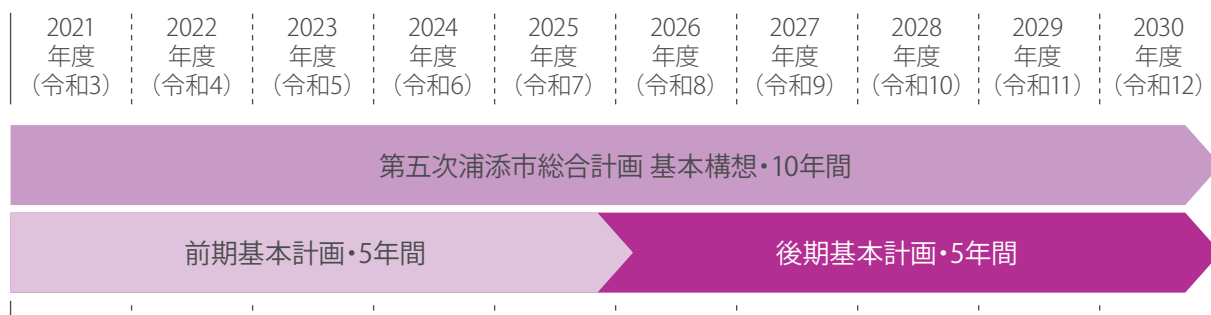 2021
年度
（令和3）
2022
年度
（令和4）
2023
年度
（令和5）
2024
年度
（令和6）
2025
年度
（令和7）
2026
年度
（令和8）
2027
年度
（令和9）
2028
年度
（令和10）
2029
年度
（令和11）
2030
年度
（令和12）
第五次浦添市総合計画 基本構想・10年間
前期基本計画・5年間
後期基本計画・5年間